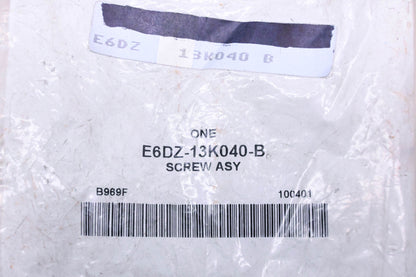 E6DZ 13K040 B
ONE
E6DZ-13K040-B
SCREW ASY
B969F 100401